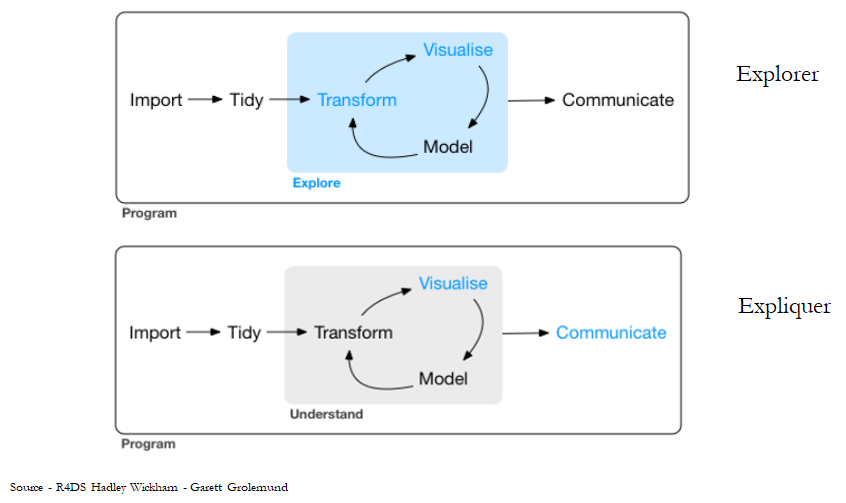 Visualise
Explorer
Import Tidy Transform Communicate
Model
Explore
Program
Visualise
Expliquer
Import Tidy Transform Communicate
Model
Understand
Program
Source - R4DS Hadley Wickham - Garett Grolemund